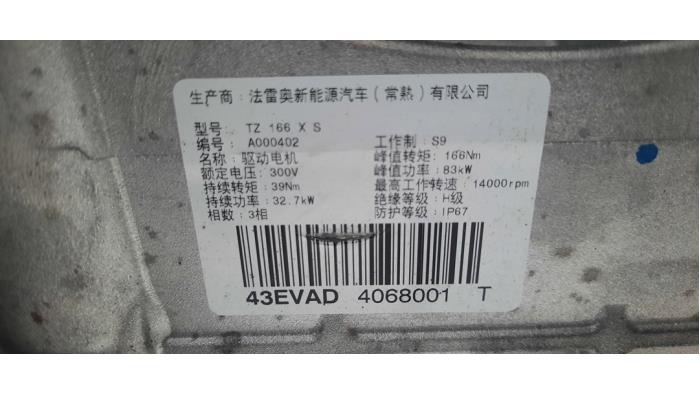 生产商：法雷奥新能源汽车（常熟）有限公司
型号：TZ 166 X S
编号：A000402
名称：驱动电机
额定电压：300V
持续转矩：39Nm
持续功率：32.7kW
相数：3相
工作制：S9
峰值转矩：166Nm
峰值功率：83kW
最高工作转速：14000rpm
绝缘等级：H级
防护等级：IP67
43EVAD 4068001 T